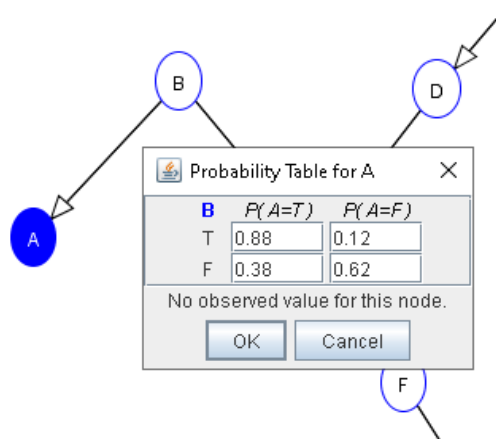 B
D
Probability Table for A
B P(A=T) P(A=F)
T 0.88 0.12
F 0.38 0.62
No observed value for this node.
OK Cancel
A
F